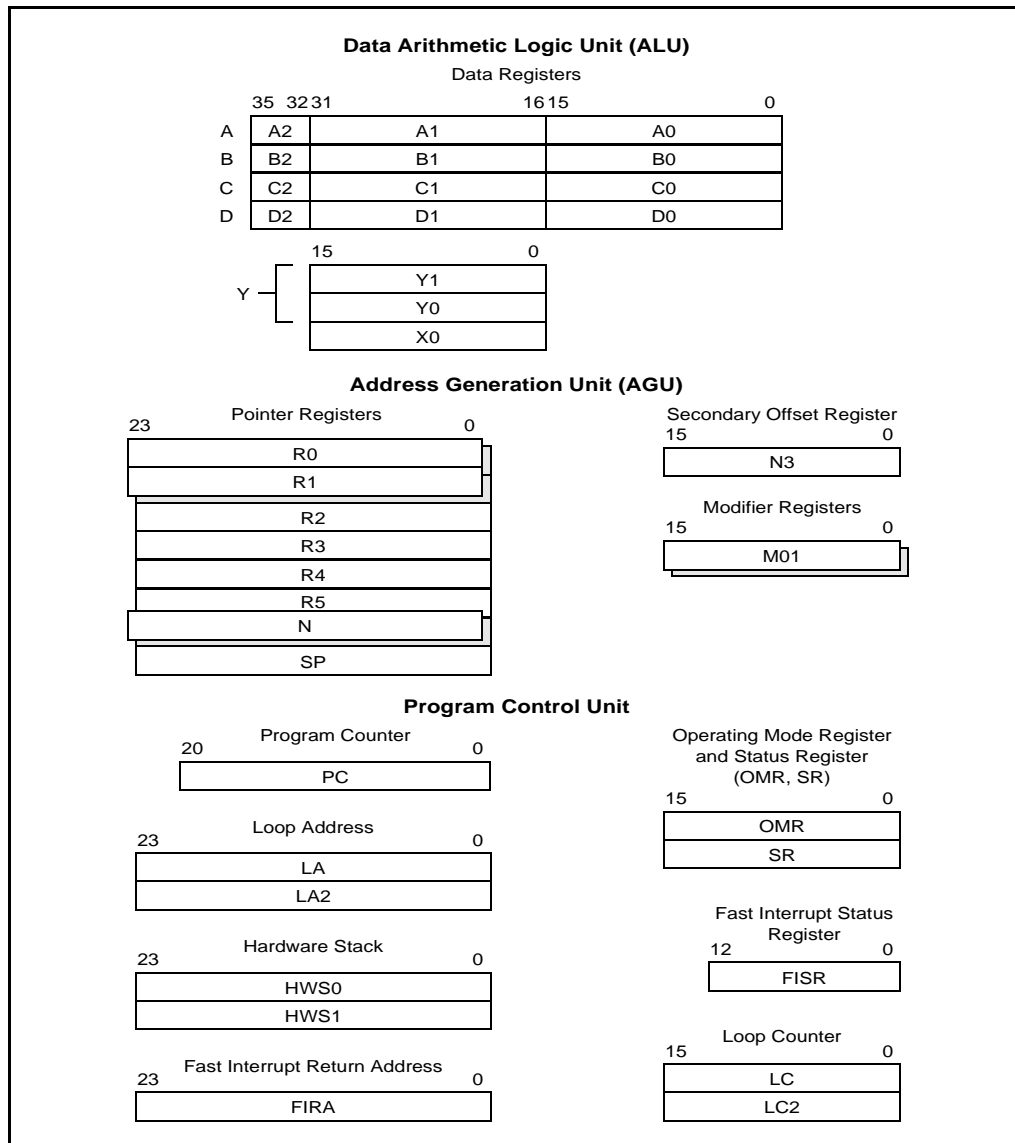 Data Arithmetic Logic Unit (ALU)
Data Registers
35 32 31 16 15 0
A A2 A1 A0
B B2 B1 B0
C C2 C1 C0
D D2 D1 D0
15 0
Y
Y1
Y0
X0
Address Generation Unit (AGU)
Pointer Registers
23 0
R0
R1
R2
R3
R4
R5
N
SP
Secondary Offset Register
15 0
N3
Modifier Registers
15 0
M01
Program Control Unit
Program Counter
20 0
PC
Loop Address
23 0
LA
LA2
Hardware Stack
23 0
HWS0
HWS1
Fast Interrupt Return Address
23 0
FIRA
Operating Mode Register
and Status Register
(OMR, SR)
15 0
OMR
SR
Fast Interrupt Status
Register
12 0
FISR
Loop Counter
15 0
LC
LC2